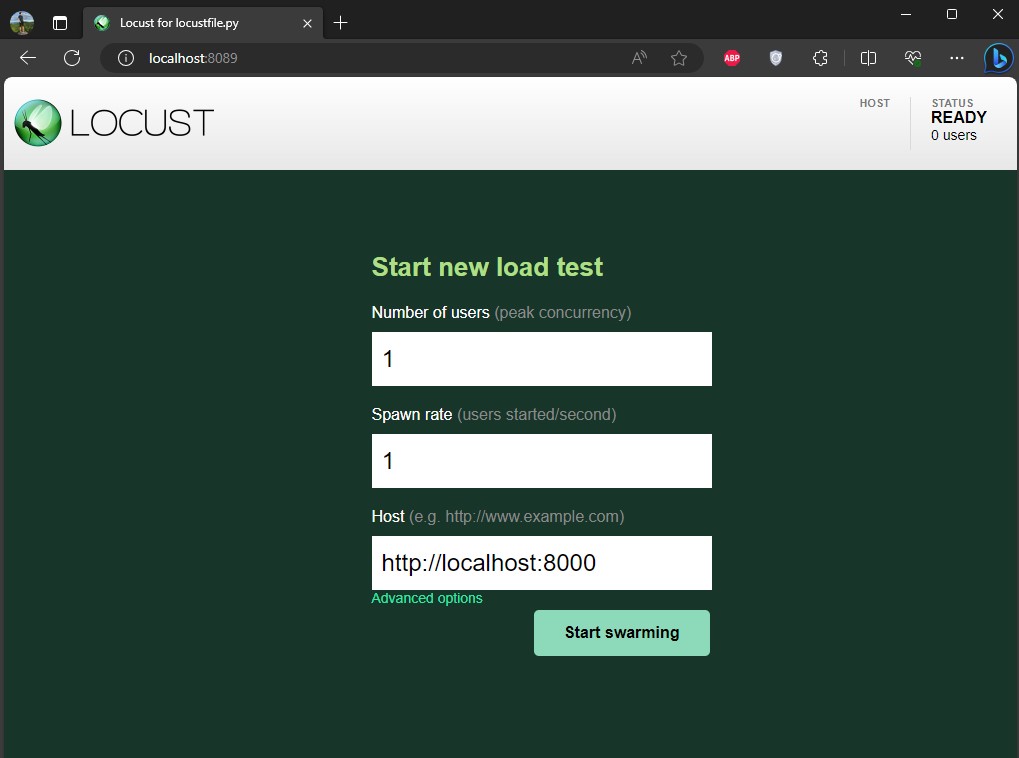 Locust for locustfile.py
localhost:8089
ABP
LOCUST
HOST
STATUS
READY
0 users
Start new load test
Number of users (peak concurrency)
1
Spawn rate (users started/second)
1
Host (e.g. http://www.example.com)
http://localhost:8000
Advanced options
Start swarming